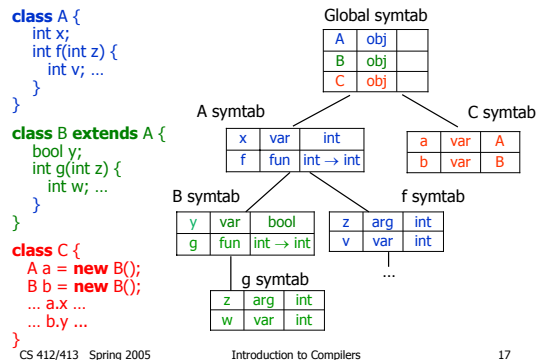 class A {
int x;
int f(int z) {
int v; …
}
}
class B extends A {
bool y;
int g(int z) {
int w; …
}
}
class C {
A a = new B();
B b = new B();
… a.x …
… b.y ...
}
Global symtab
A obj
B obj
C obj
A symtab
x var int
f fun int → int
C symtab
a var A
b var B
B symtab
y var bool
g fun int → int
f symtab
z arg int
v var int
…
g symtab
z arg int
w var int
CS 412/413 Spring 2005 Introduction to Compilers 17